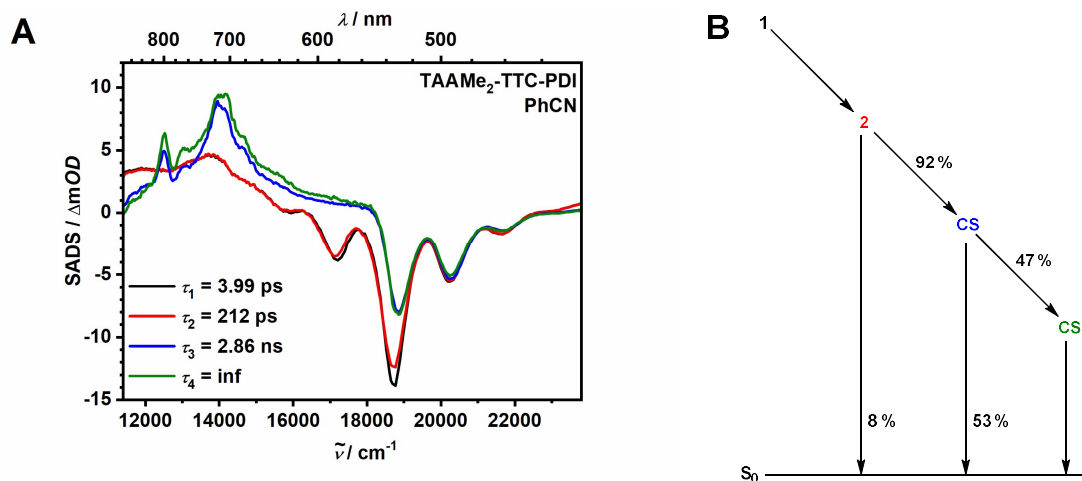 A
λ / nm
800 700 600 500
TAAMe₂-TTC-PDI
PhCN
SADS / ΔmOD
10
5
0
-5
-10
-15
τ₁ = 3.99 ps
τ₂ = 212 ps
τ₃ = 2.86 ns
τ₄ = inf
12000 14000 16000 18000 20000 22000
ṽ / cm⁻¹
B
1
2
92 %
CS
47 %
CS
8 %
53 %
S₀